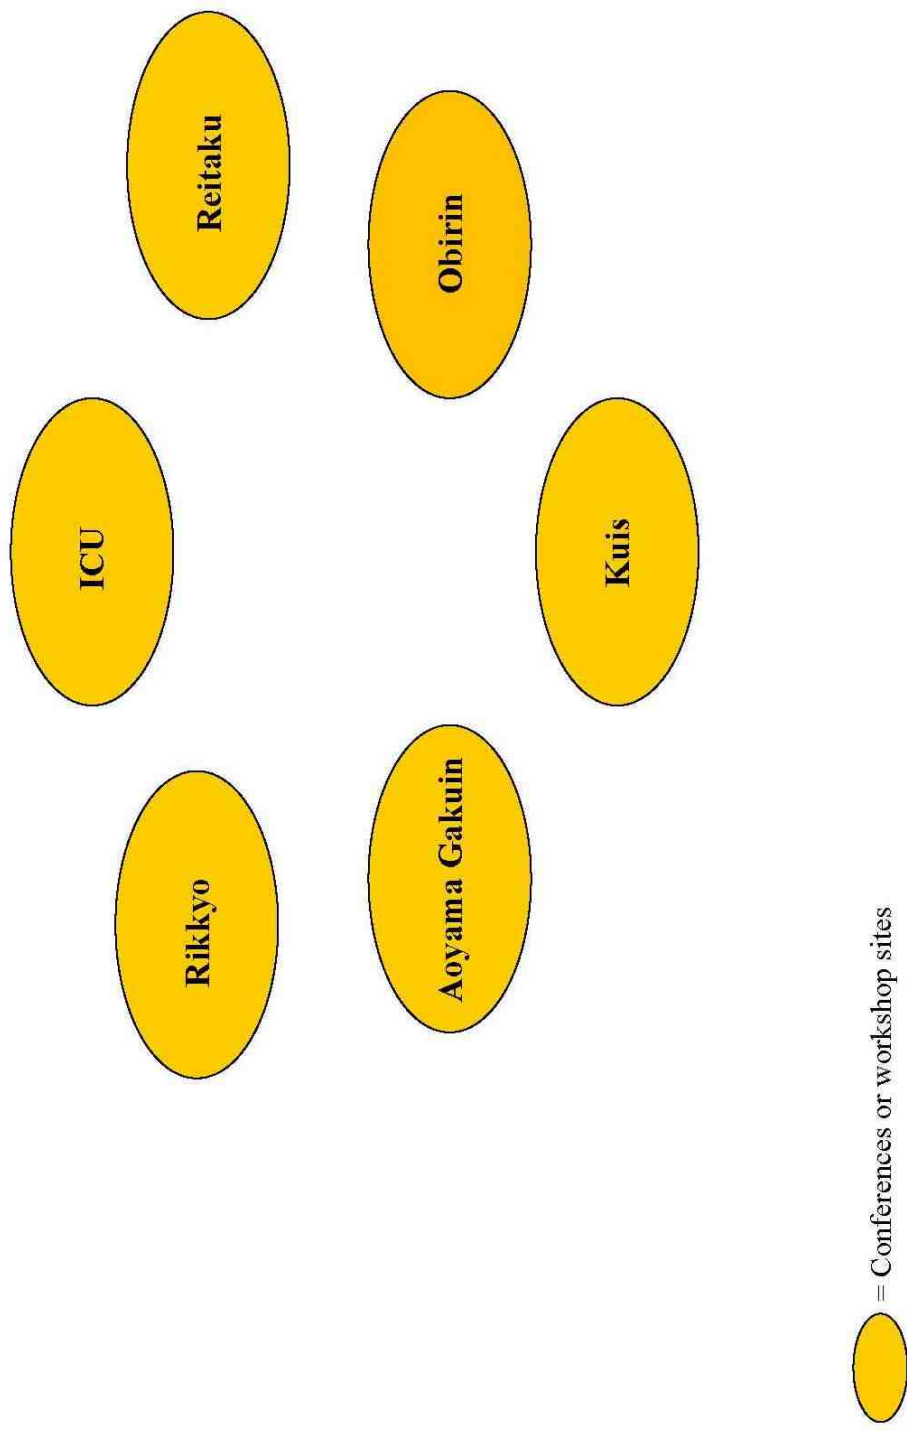 ICU
Rikkyo
Reitaku
Aoyama Gakuin
Obirin
Kuis
= Conferences or workshop sites